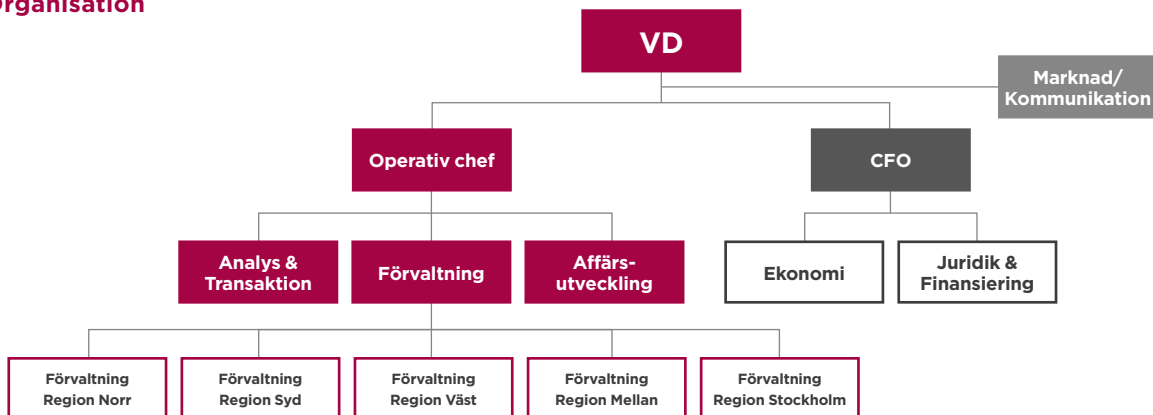 Organisation
VD
Marknad/
Kommunikation
Operativ chef
CFO
Analys &
Transaktion
Förvaltning
Affärs-
utveckling
Ekonomi
Juridik &
Finansiering
Förvaltning
Region Norr
Förvaltning
Region Syd
Förvaltning
Region Väst
Förvaltning
Region Mellan
Förvaltning
Region Stockholm